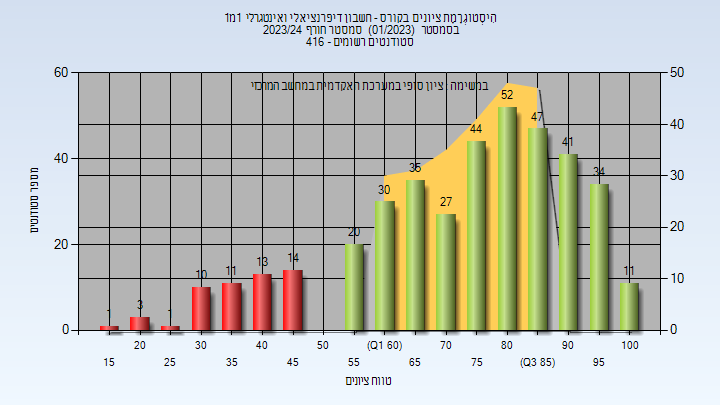 הִיסְטוֹגְרָמַת ציונים בקורס - חשבון דיפרנציאלי ואינטגרלי 1מ1
בסמסטר (01/2023) סמסטר חורף 2023/24
סטודנטים רשומים - 416
במשימה : ציון סופי במערכת האקדמית במחשב המרכזי
מספר סטודנטים
60 40 20 0
50 40 30 20 10 0
1 3 1 10 11 13 14 20 30 35 27 44 52 47 41 34 11
20 30 40 50 (Q1 60) 70 80 90 100
15 25 35 45 55 65 75 (Q3 85) 95
טווח ציונים